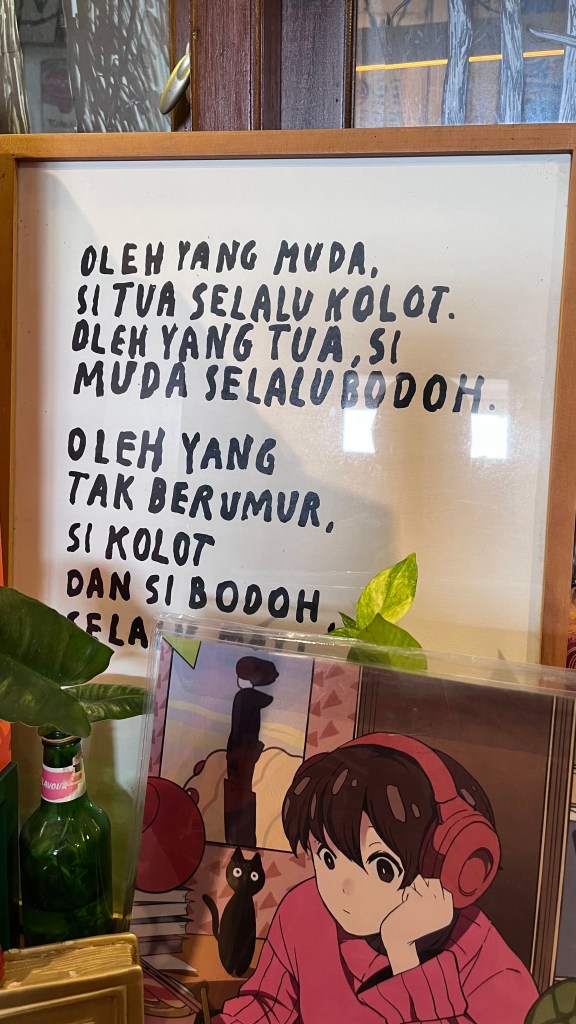 OLEH YANG MUDA,
SI TUA SELALU KOLOT.
OLEH YANG TUA, SI
MUDA SELALU BODOH.
OLEH YANG
TAK BERUMUR,
SI KOLOT
DAN SI BODOH,